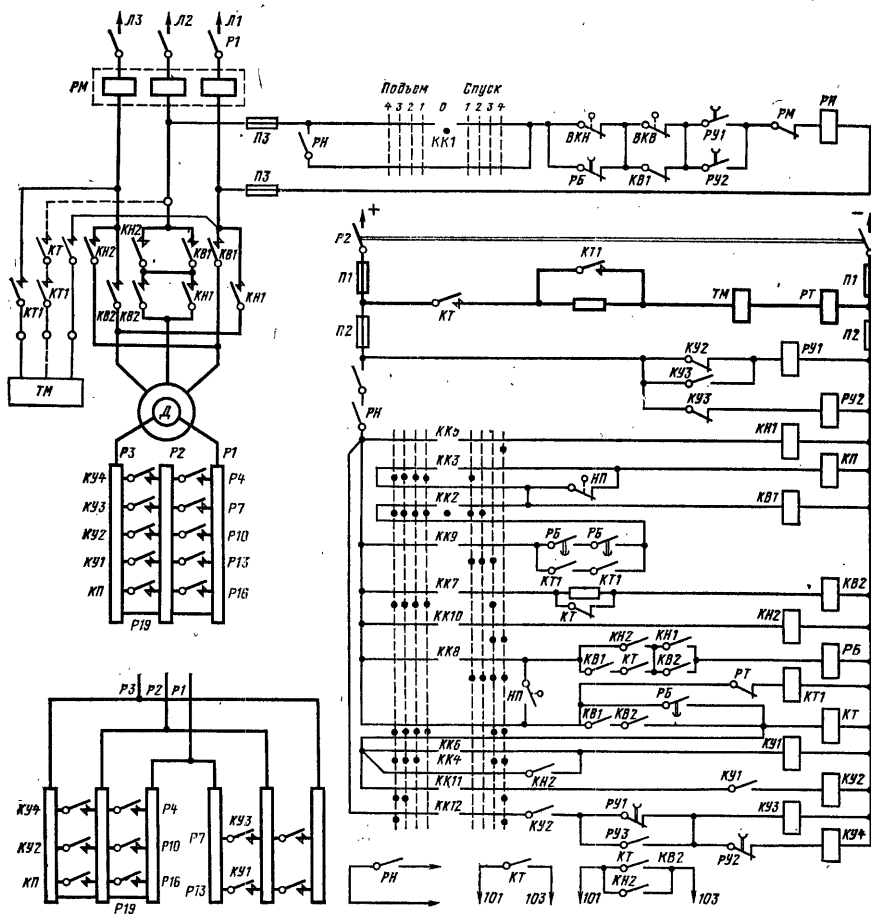 Л3 Л2 Л1
Р1
РМ
Подъем Спуск
4 3 2 1 0 1 2 3 4
П3 РН КК1 ВКН ВКВ РУ1 РМ РН
РБ КВ1 РУ2
П3
+ −
Р2
КТ КН2 КН2 КВ1 КВ1
КТ1 КТ1 КВ2 КВ2 КН1 КН1
ТМ
П1 КТ1 П1
КТ ТМ РТ
П2 П2
КУ2 РУ1
КУ3
КУ3 РУ2
РН
Д
КК5 КН1
Р3 Р2 Р1
КК3 КП
КУ4 Р4
НП
КК2 КВ1
КУ3 Р7
КУ2 Р10
КК9 РБ РБ
КУ1 Р13
КТ1 КТ1
КП Р16
КК7 КВ2
КТ
Р19
КК10 КН2
КН2 КН1
КК8 РБ
КВ1 КТ КВ2
НП РТ
КТ1
РБ
КВ1 КВ2 КТ
Р3 Р2 Р1
КК6 КУ1
КК4
КН2
КК11 КУ1 КУ2
КК12 РУ1 КУ3
КУ2
РУ3 РУ2 КУ4
КУ4 Р4 Р7 КУ3
КУ2 Р10
КП Р16 Р13 КУ1
Р19
РН КТ КТ КВ2
КН2
101 103 101 103